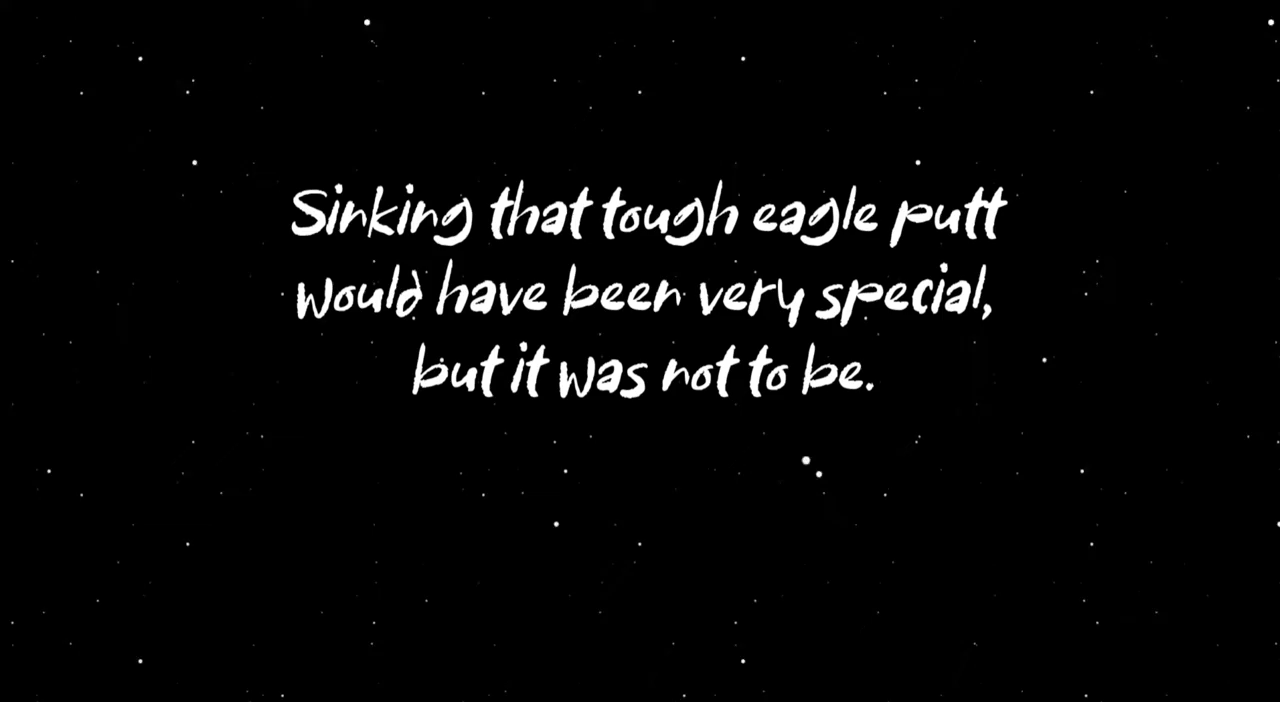 Sinking that tough eagle putt
would have been very special,
but it was not to be.